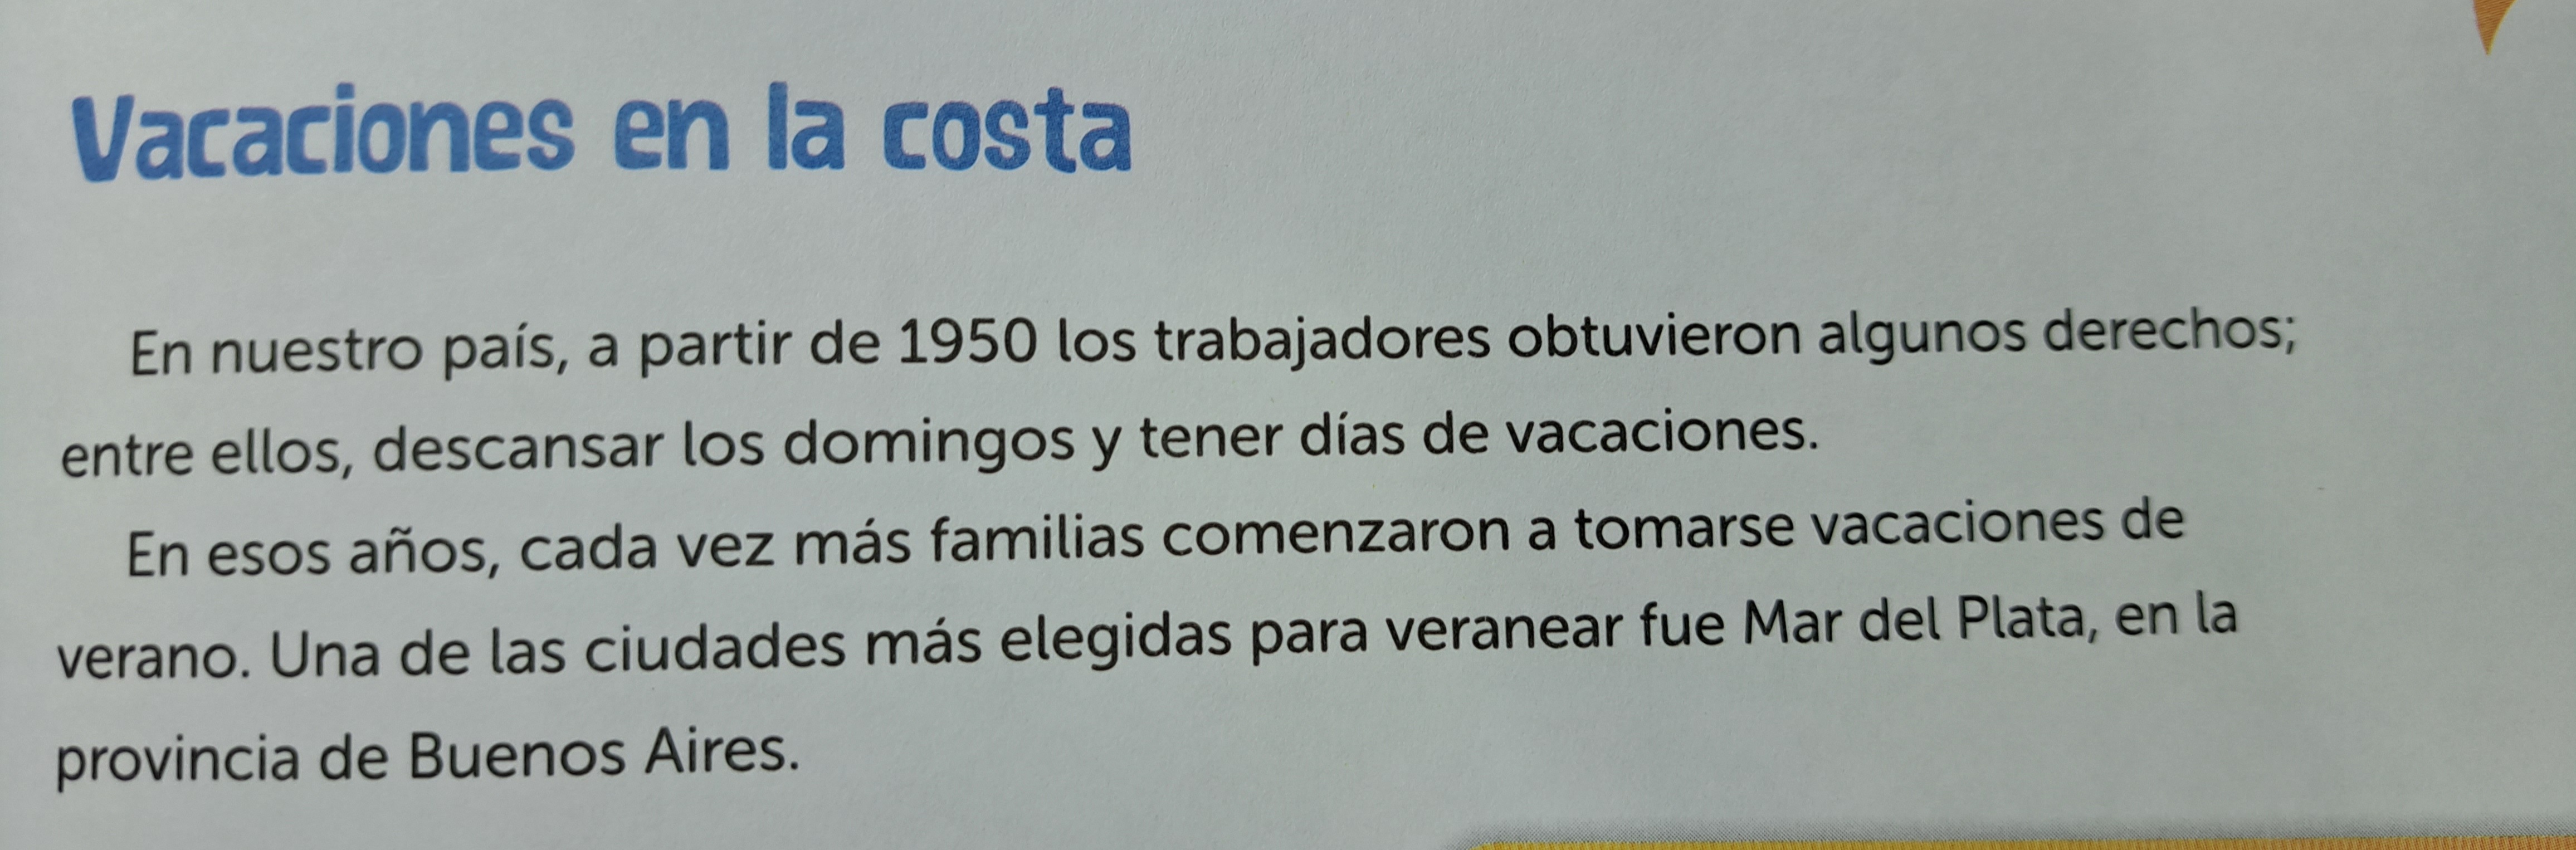 Vacaciones en la costa
En nuestro país, a partir de 1950 los trabajadores obtuvieron algunos derechos;
entre ellos, descansar los domingos y tener días de vacaciones.
En esos años, cada vez más familias comenzaron a tomarse vacaciones de
verano. Una de las ciudades más elegidas para veranear fue Mar del Plata, en la
provincia de Buenos Aires.